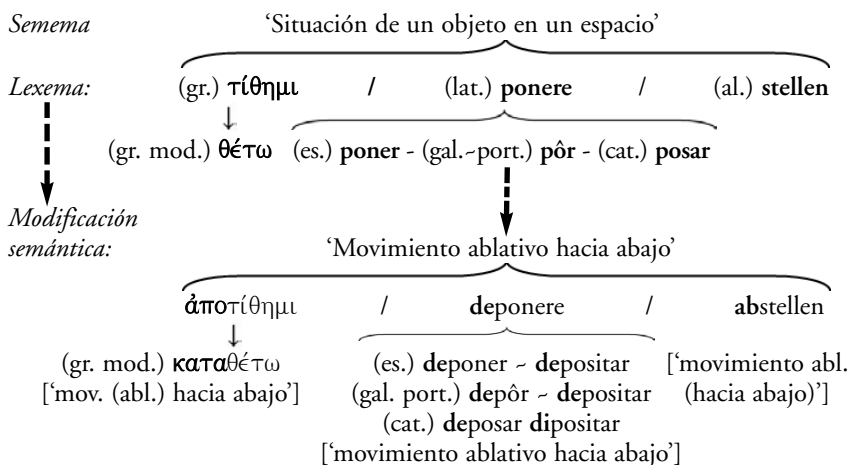 Semema ‘Situación de un objeto en un espacio’
Lexema: (gr.) τίθημι / (lat.) ponere / (al.) stellen
(gr. mod.) θέτω (es.) poner - (gal.~port.) pôr - (cat.) posar
Modificación
semántica: ‘Movimiento ablativo hacia abajo’
ἀποτίθημι / deponere / abstellen
(gr. mod.) καταθέτω (es.) deponer ~ depositar [‘movimiento abl.
[‘mov. (abl.) hacia abajo’] (gal. port.) depôr ~ depositar (hacia abajo)’]
(cat.) deposar dipositar
[‘movimiento ablativo hacia abajo’]